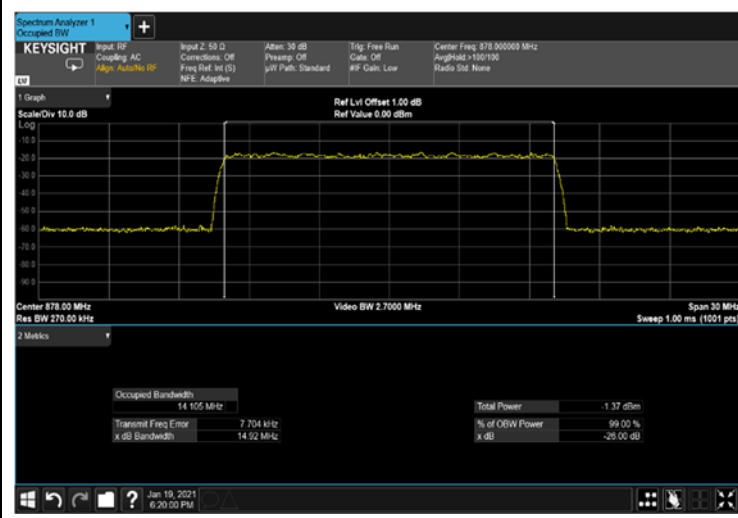 Spectrum Analyzer 1
Occupied BW
+
KEYSIGHT
Input: RF
Coupling: AC
Align: Auto/No RF
Input Z: 50 Ω
Corrections: Off
Freq Ref: Int (S)
NFE: Adaptive
Atten: 30 dB
Preamp: Off
µW Path: Standard
Trig: Free Run
Gate: Off
#IF Gain: Low
Center Freq: 878.000000 MHz
Avg|Hold:>100/100
Radio Std: None
1 Graph
Scale/Div 10.0 dB
Ref Lvl Offset 1.00 dB
Ref Value 0.00 dBm
Log
-10.0
-20.0
-30.0
-40.0
-50.0
-60.0
-70.0
-80.0
-90.0
Center 878.00 MHz
Video BW 2.7000 MHz
Span 30 MHz
Res BW 270.00 kHz
Sweep 1.00 ms (1001 pts)
2 Metrics
Occupied Bandwidth
14.105 MHz
Total Power -1.37 dBm
Transmit Freq Error 7.704 kHz
% of OBW Power 99.00 %
x dB Bandwidth 14.92 MHz
x dB -26.00 dB
?
Jan 19, 2021
6:20:00 PM